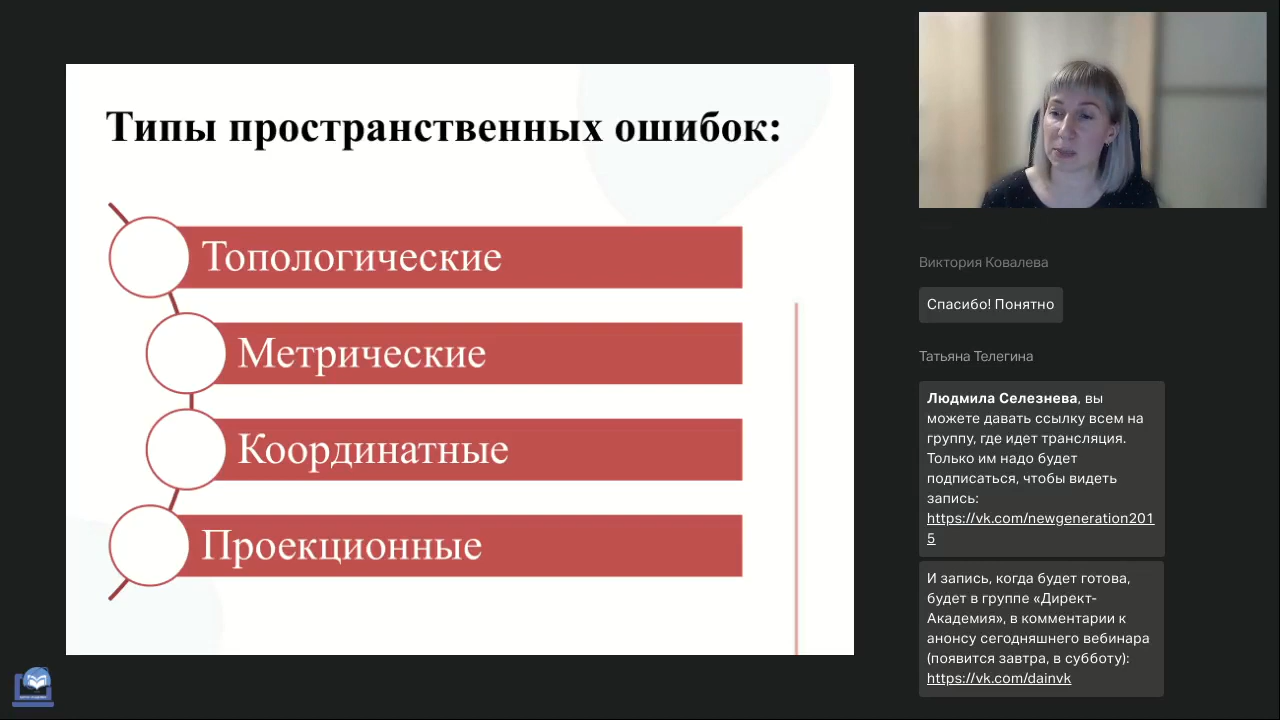 Типы пространственных ошибок:
Топологические
Метрические
Координатные
Проекционные
Виктория Ковалева
Спасибо! Понятно
Татьяна Телегина
Людмила Селезнева, вы
можете давать ссылку всем на
группу, где идет трансляция.
Только им надо будет
подписаться, чтобы видеть
запись:
https://vk.com/newgeneration201
5
И запись, когда будет готова,
будет в группе «Директ-
Академия», в комментарии к
анонсу сегодняшнего вебинара
(появится завтра, в субботу):
https://vk.com/dainvk